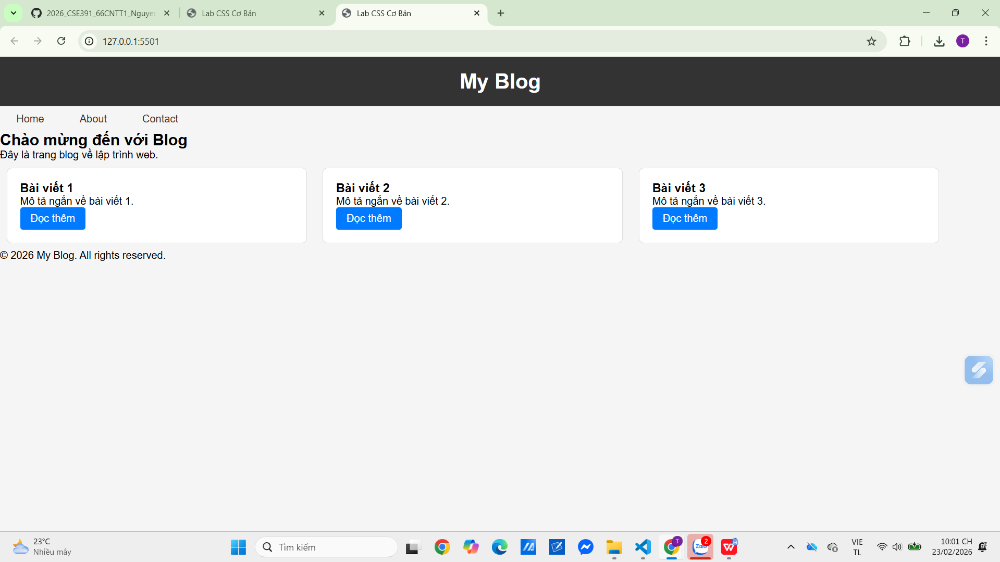 2026_CSE391_66CNTT1_Nguyen
Lab CSS Cơ Bản
Lab CSS Cơ Bản
127.0.0.1:5501
T
My Blog
Home About Contact
Chào mừng đến với Blog
Đây là trang blog về lập trình web.
Bài viết 1
Mô tả ngắn về bài viết 1.
Đọc thêm
Bài viết 2
Mô tả ngắn về bài viết 2.
Đọc thêm
Bài viết 3
Mô tả ngắn về bài viết 3.
Đọc thêm
© 2026 My Blog. All rights reserved.
23°C
Nhiều mây
Tìm kiếm
T
Zalo
2
VIE
TL
10:01 CH
23/02/2026